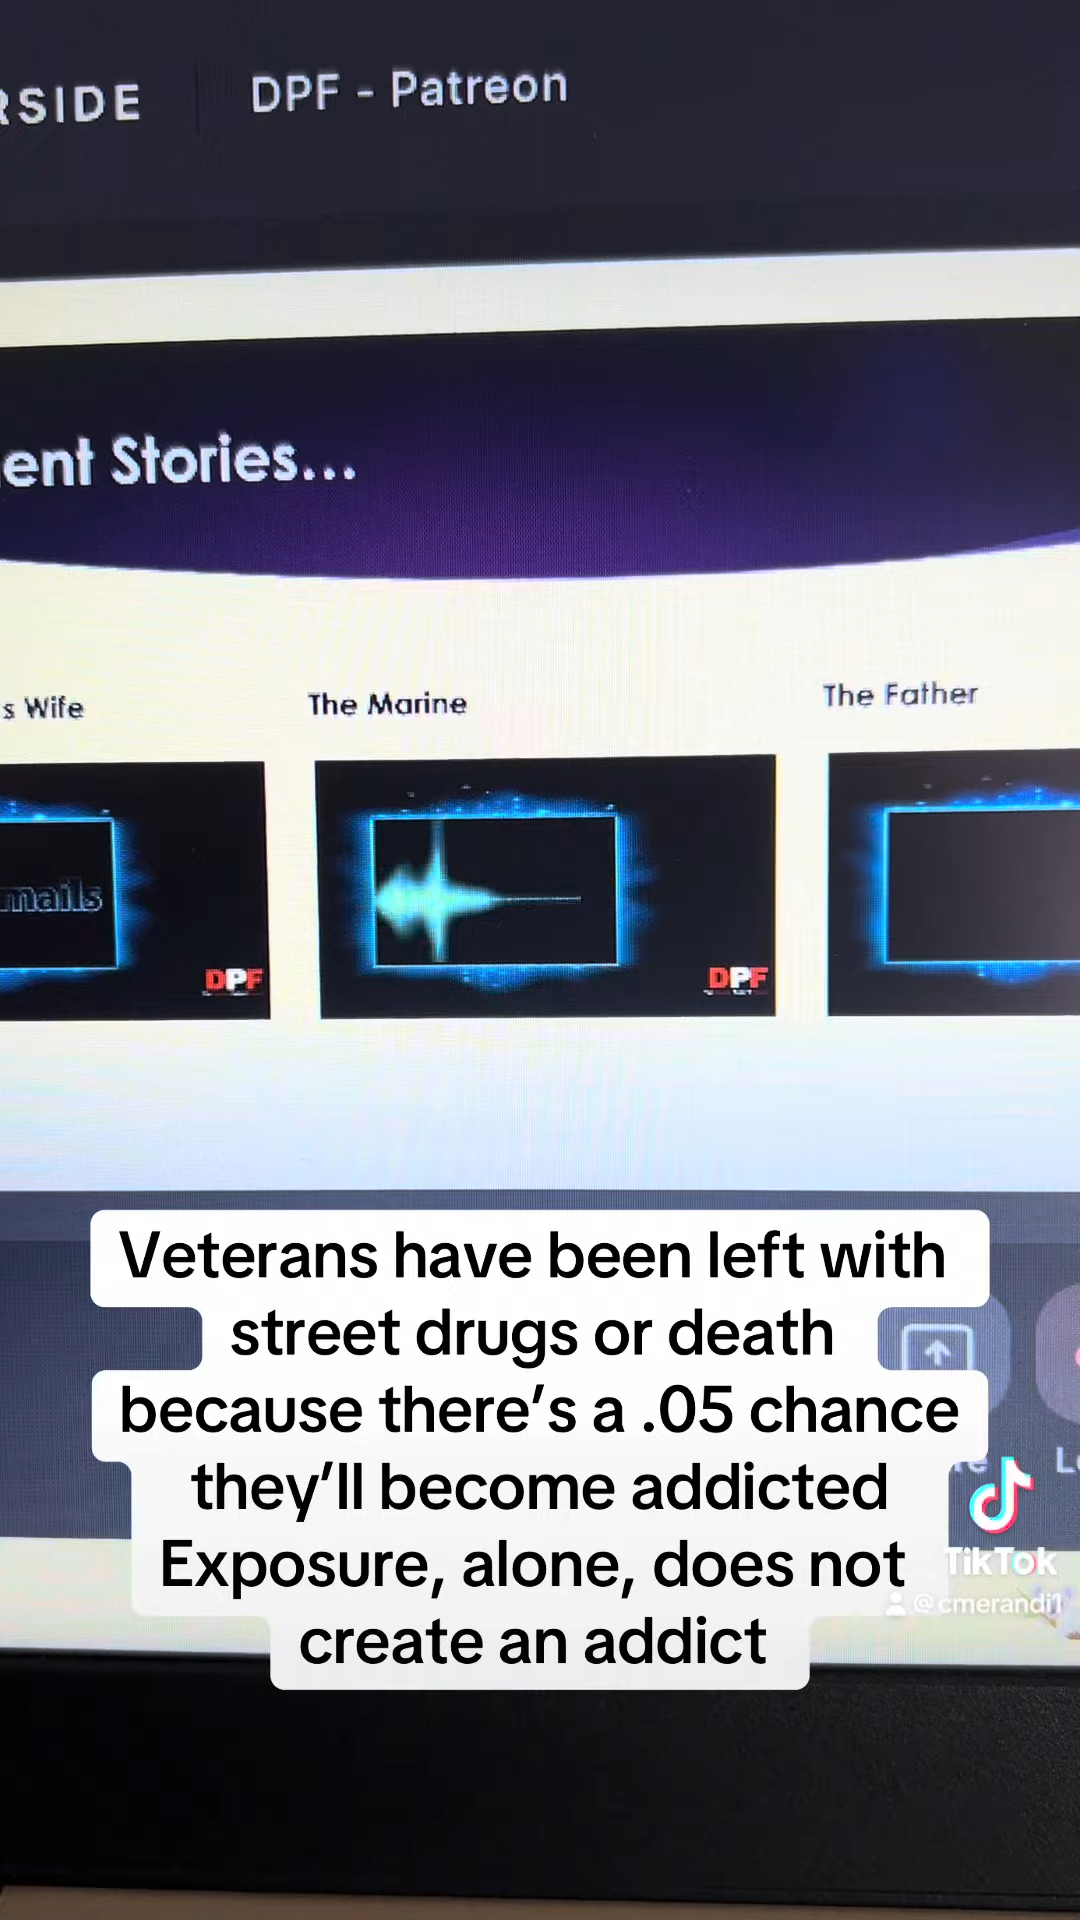 RSIDE
DPF - Patreon
ent Stories...
s Wife
The Marine
The Father
mails
DPF
DPF
Veterans have been left with
street drugs or death
because there’s a .05 chance
they’ll become addicted
Exposure, alone, does not
create an addict
TikTok
@cmerandi1